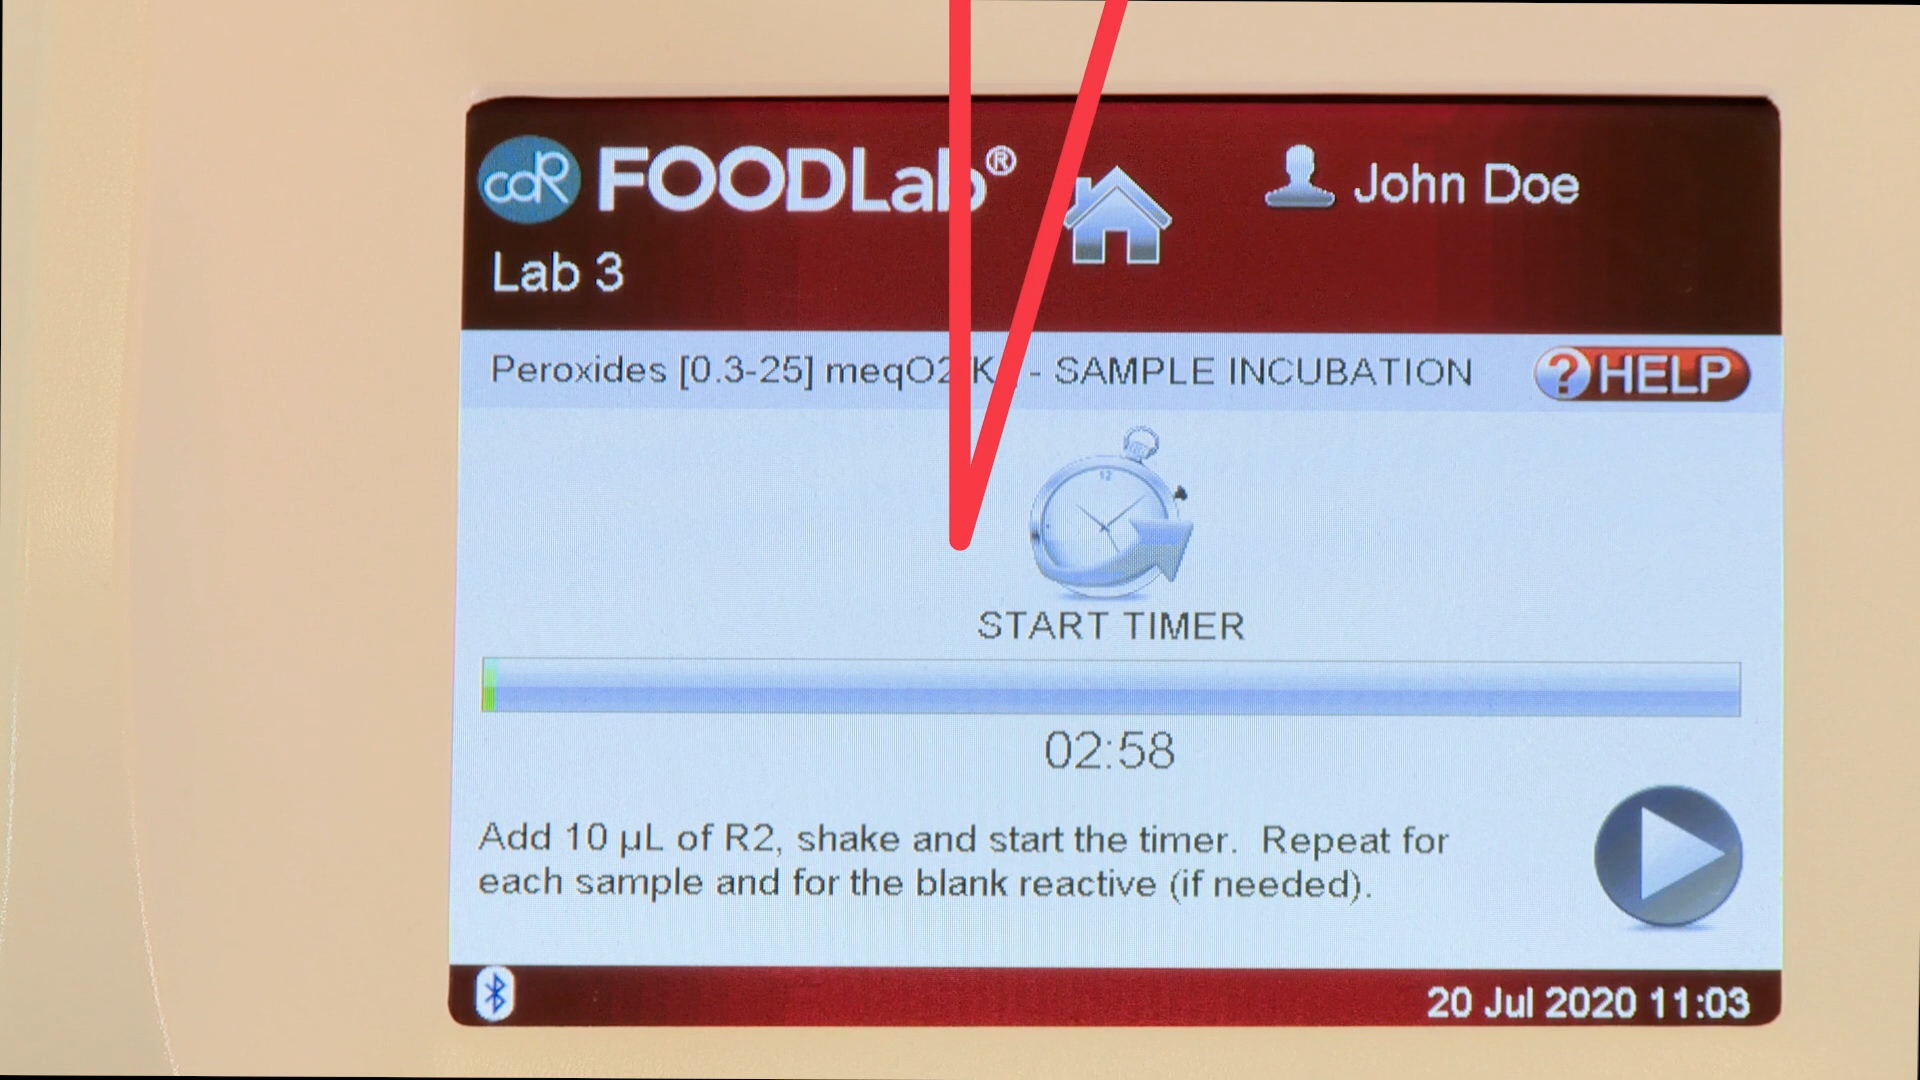 CDR FOODLab®
John Doe
Lab 3
Peroxides [0.3-25] meqO2 - SAMPLE INCUBATION
? HELP
12
START TIMER
02:58
Add 10 µL of R2, shake and start the timer. Repeat for
each sample and for the blank reactive (if needed).
20 Jul 2020 11:03